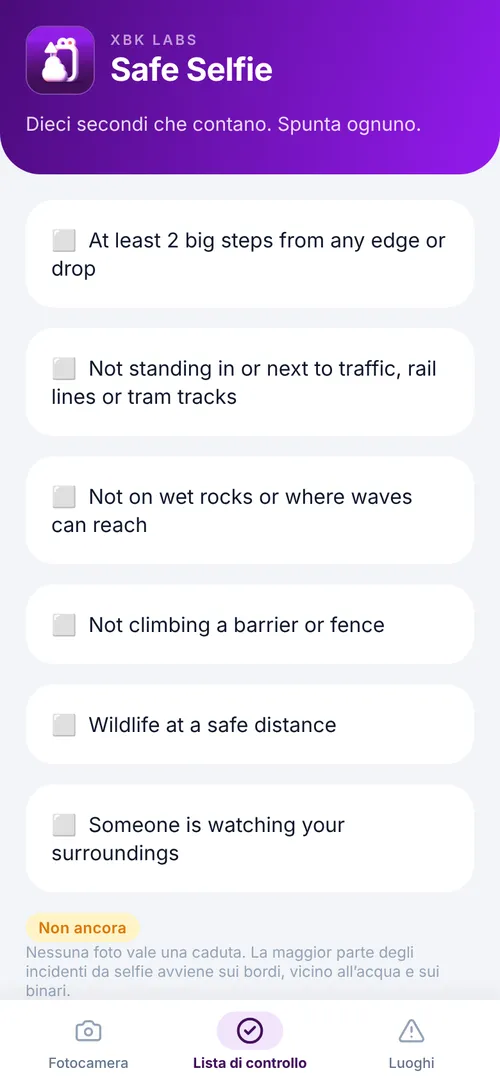 XBK LABS
Safe Selfie
Dieci secondi che contano. Spunta ognuno.
At least 2 big steps from any edge or
drop
Not standing in or next to traffic, rail
lines or tram tracks
Not on wet rocks or where waves
can reach
Not climbing a barrier or fence
Wildlife at a safe distance
Someone is watching your
surroundings
Non ancora
Nessuna foto vale una caduta. La maggior parte degli
incidenti da selfie avviene sui bordi, vicino all’acqua e sui
binari.
Fotocamera
Lista di controllo
Luoghi